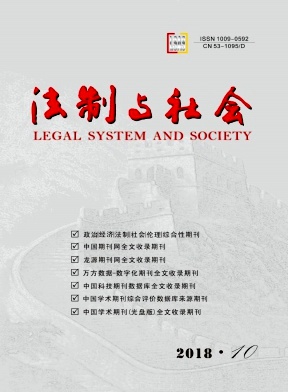 ISSN 1009-0592
CN 53-1095/D
法制与社会
LEGAL SYSTEM AND SOCIETY
政治|经济|法制|社会|伦理|综合性期刊
中国期刊网全文收录期刊
龙源期刊网全文收录期刊
万方数据-数字化期刊全文收录期刊
中国科技期刊数据库全文收录期刊
中国学术期刊综合评价数据库来源期刊
中国学术期刊(光盘版)全文收录期刊
2018·10